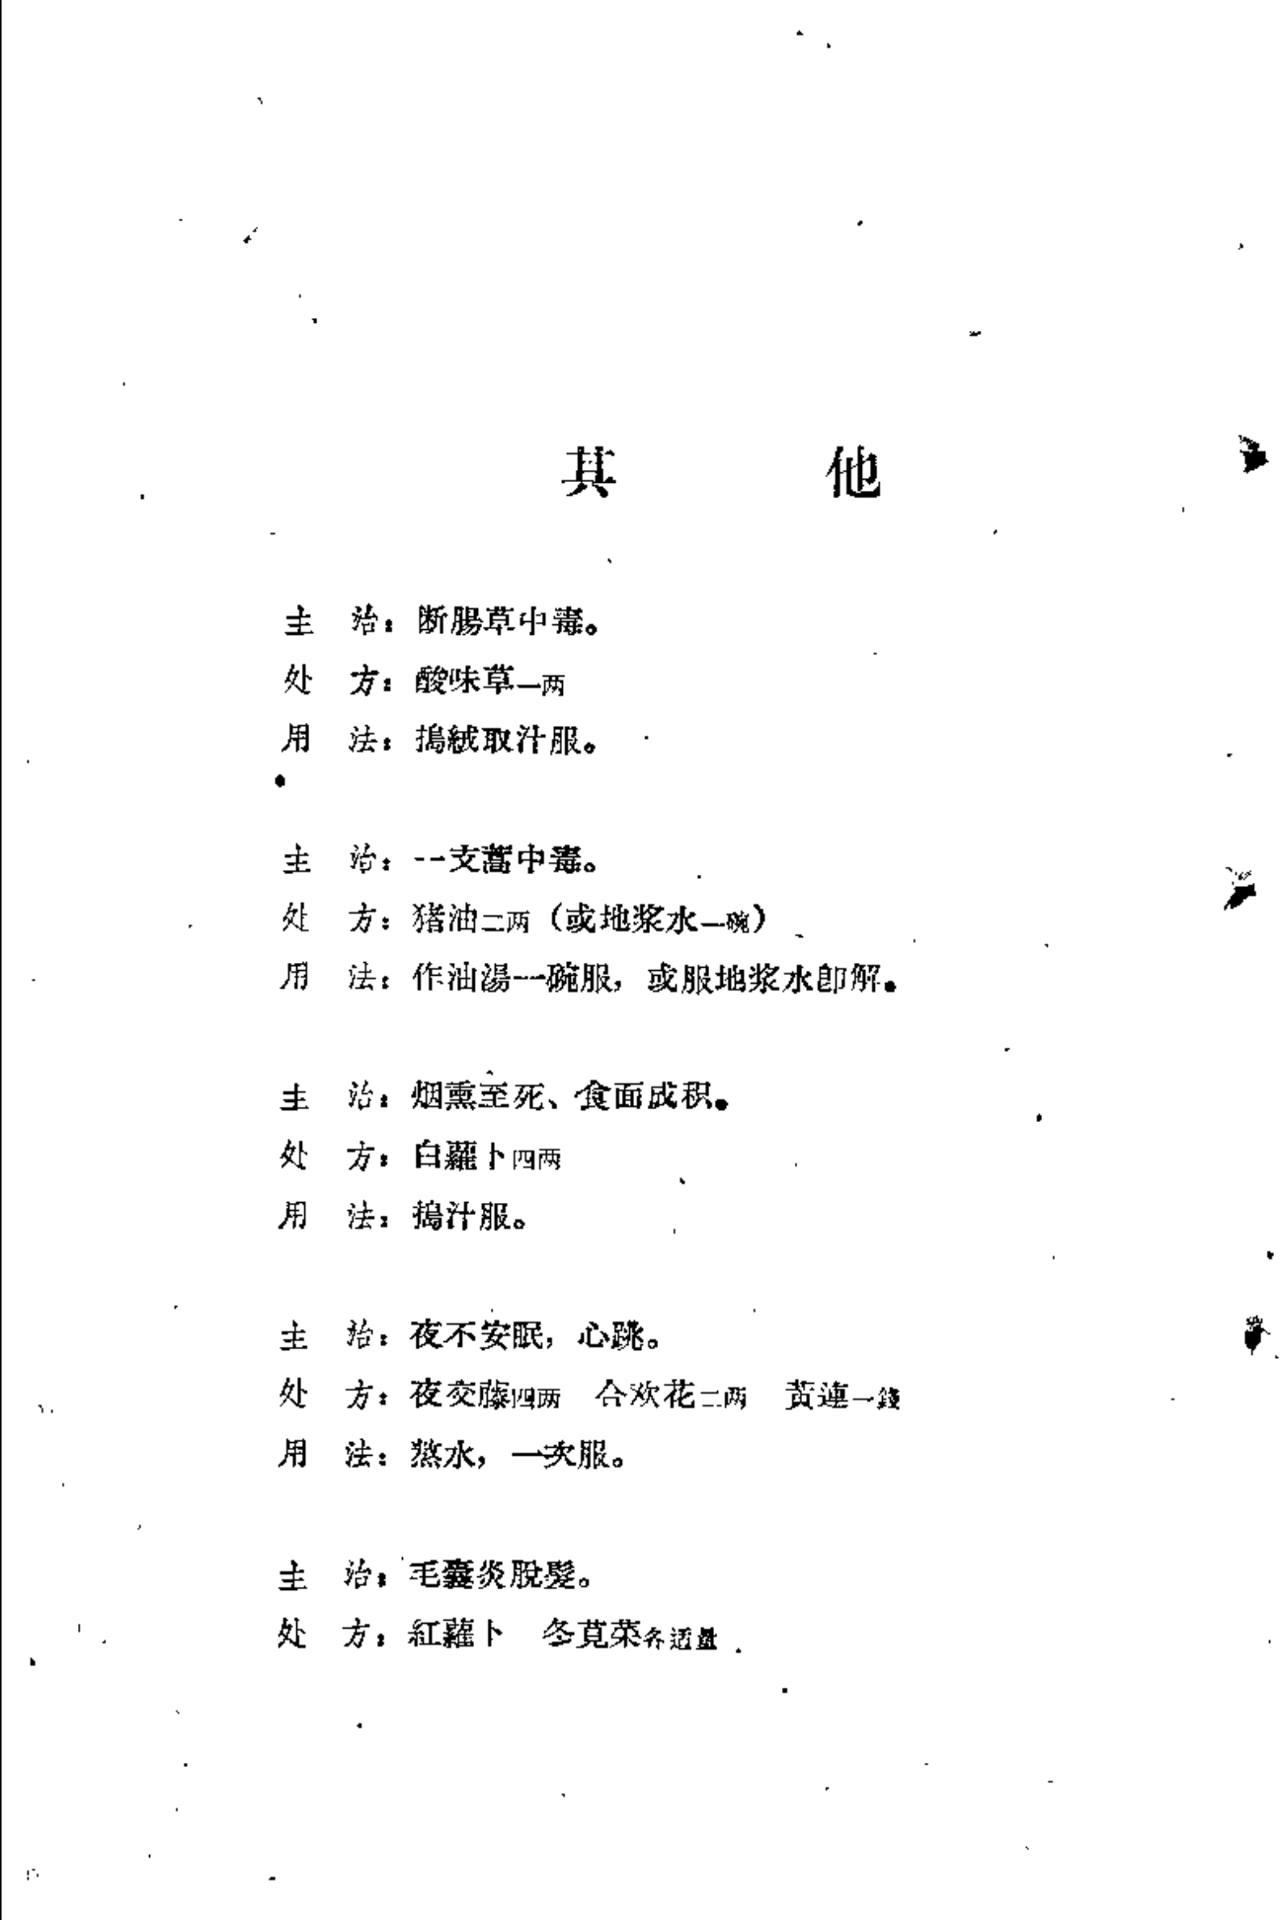 其 他
主 治：断腸草中毒。
处 方：酸味草一两
用 法：搗絨取汁服。
主 治：一支蒿中毒。
处 方：猪油二两（或地浆水一碗）
用 法：作油湯一碗服，或服地浆水卽解。
主 治：烟熏至死、食面成积。
处 方：白蘿卜四两
用 法：搗汁服。
主 治：夜不安眠，心跳。
处 方：夜交藤四两 合欢花二两 黃連一錢
用 法：熬水，一次服。
主 治：毛囊炎脫髮。
处 方：紅蘿卜 冬莧菜各适量